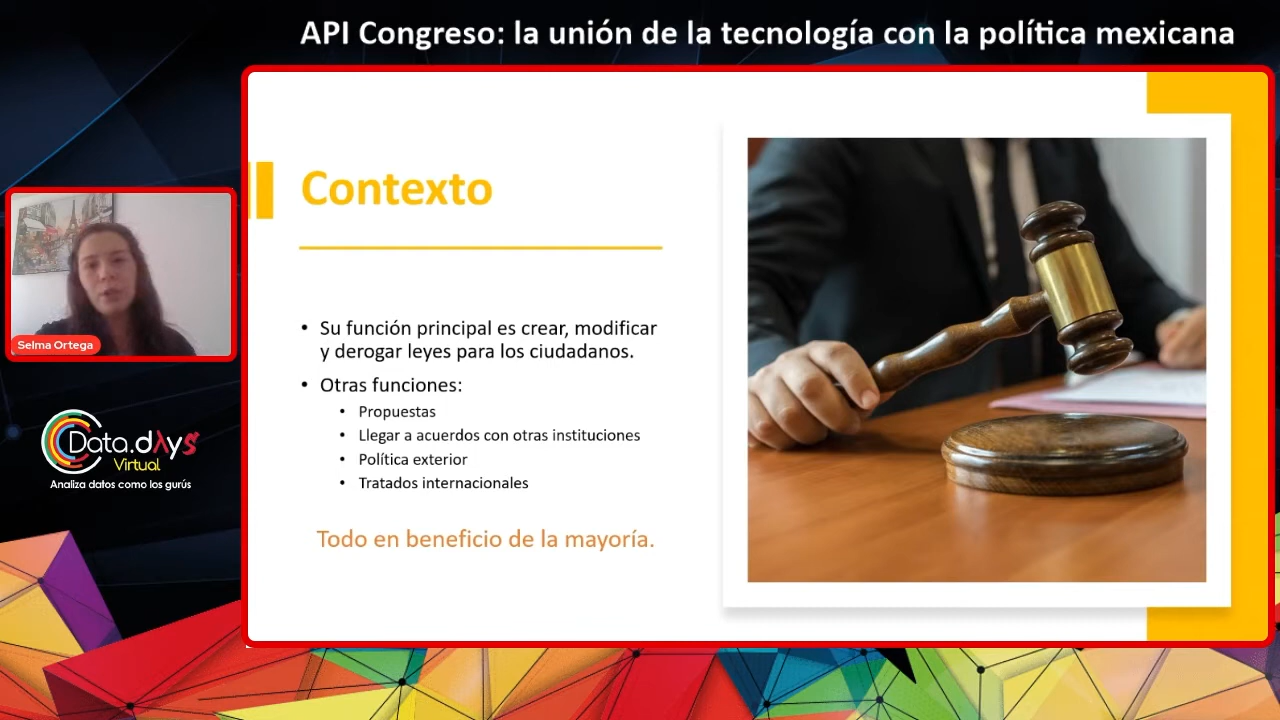 API Congreso: la unión de la tecnología con la política mexicana
Contexto
• Su función principal es crear, modificar
y derogar leyes para los ciudadanos.
• Otras funciones:
• Propuestas
• Llegar a acuerdos con otras instituciones
• Política exterior
• Tratados internacionales
Todo en beneficio de la mayoría.
Selma Ortega
Data.dΛys
Virtual
Analiza datos como los gurús